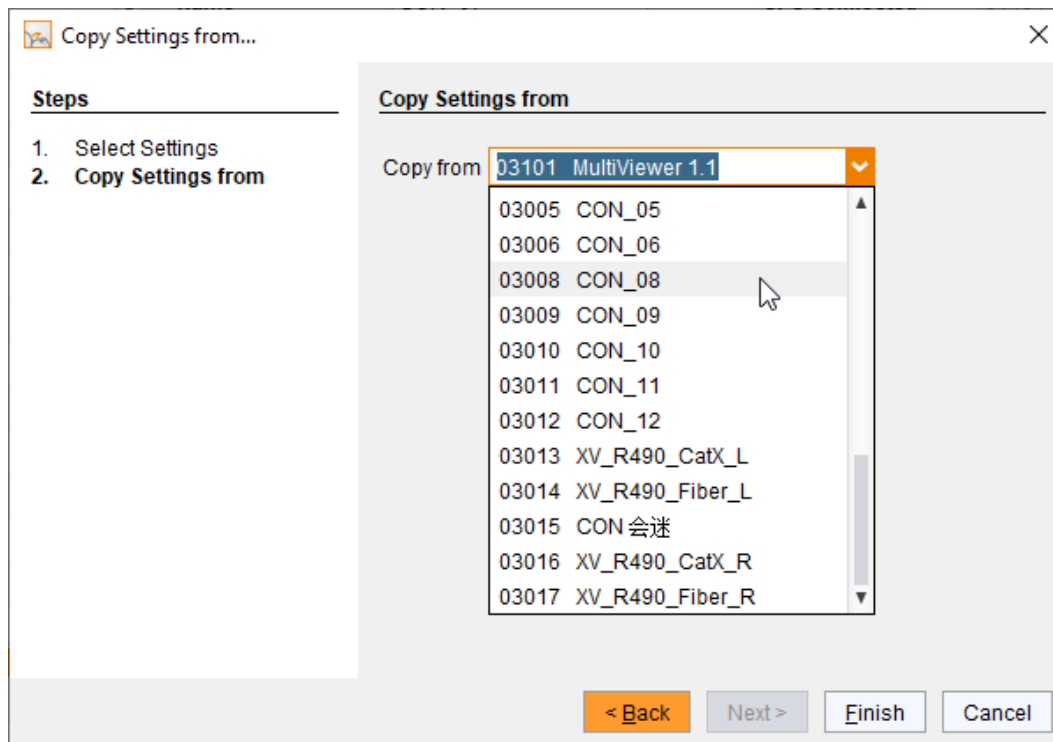 Copy Settings from...
Steps
1. Select Settings
2. Copy Settings from
Copy Settings from
Copy from 03101 MultiViewer 1.1
03005 CON_05
03006 CON_06
03008 CON_08
03009 CON_09
03010 CON_10
03011 CON_11
03012 CON_12
03013 XV_R490_CatX_L
03014 XV_R490_Fiber_L
03015 CON 会迷
03016 XV_R490_CatX_R
03017 XV_R490_Fiber_R
< Back Next > Finish Cancel